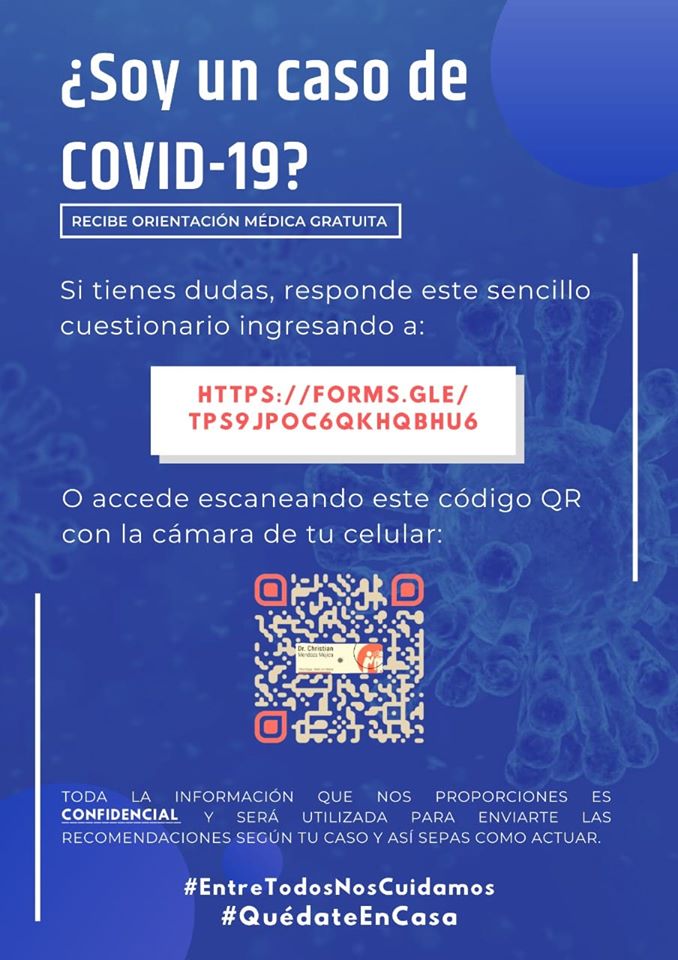 ¿Soy un caso de
COVID-19?
RECIBE ORIENTACIÓN MÉDICA GRATUITA
Si tienes dudas, responde este sencillo
cuestionario ingresando a:
HTTPS://FORMS.GLE/
TPS9JPOC6QKHQBHU6
O accede escaneando este código QR
con la cámara de tu celular:
Dr. Christian
Mendoza Mujica
TODA LA INFORMACIÓN QUE NOS PROPORCIONES ES
CONFIDENCIAL Y SERÁ UTILIZADA PARA ENVIARTE LAS
RECOMENDACIONES SEGÚN TU CASO Y ASÍ SEPAS COMO ACTUAR.
#EntreTodosNosCuidamos
#QuédateEnCasa